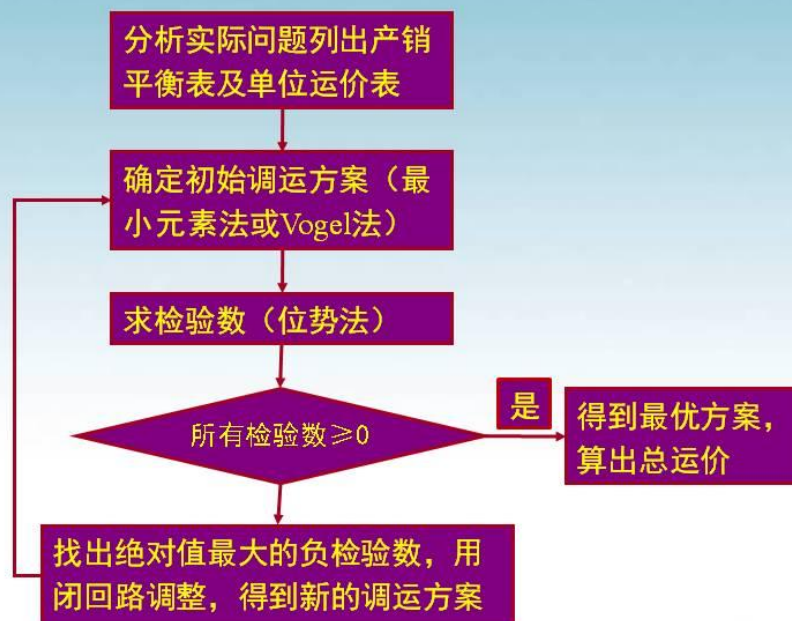 分析实际问题列出产销
平衡表及单位运价表
确定初始调运方案（最
小元素法或Vogel法）
求检验数（位势法）
所有检验数≥0
是
得到最优方案，
算出总运价
找出绝对值最大的负检验数，用
闭回路调整，得到新的调运方案